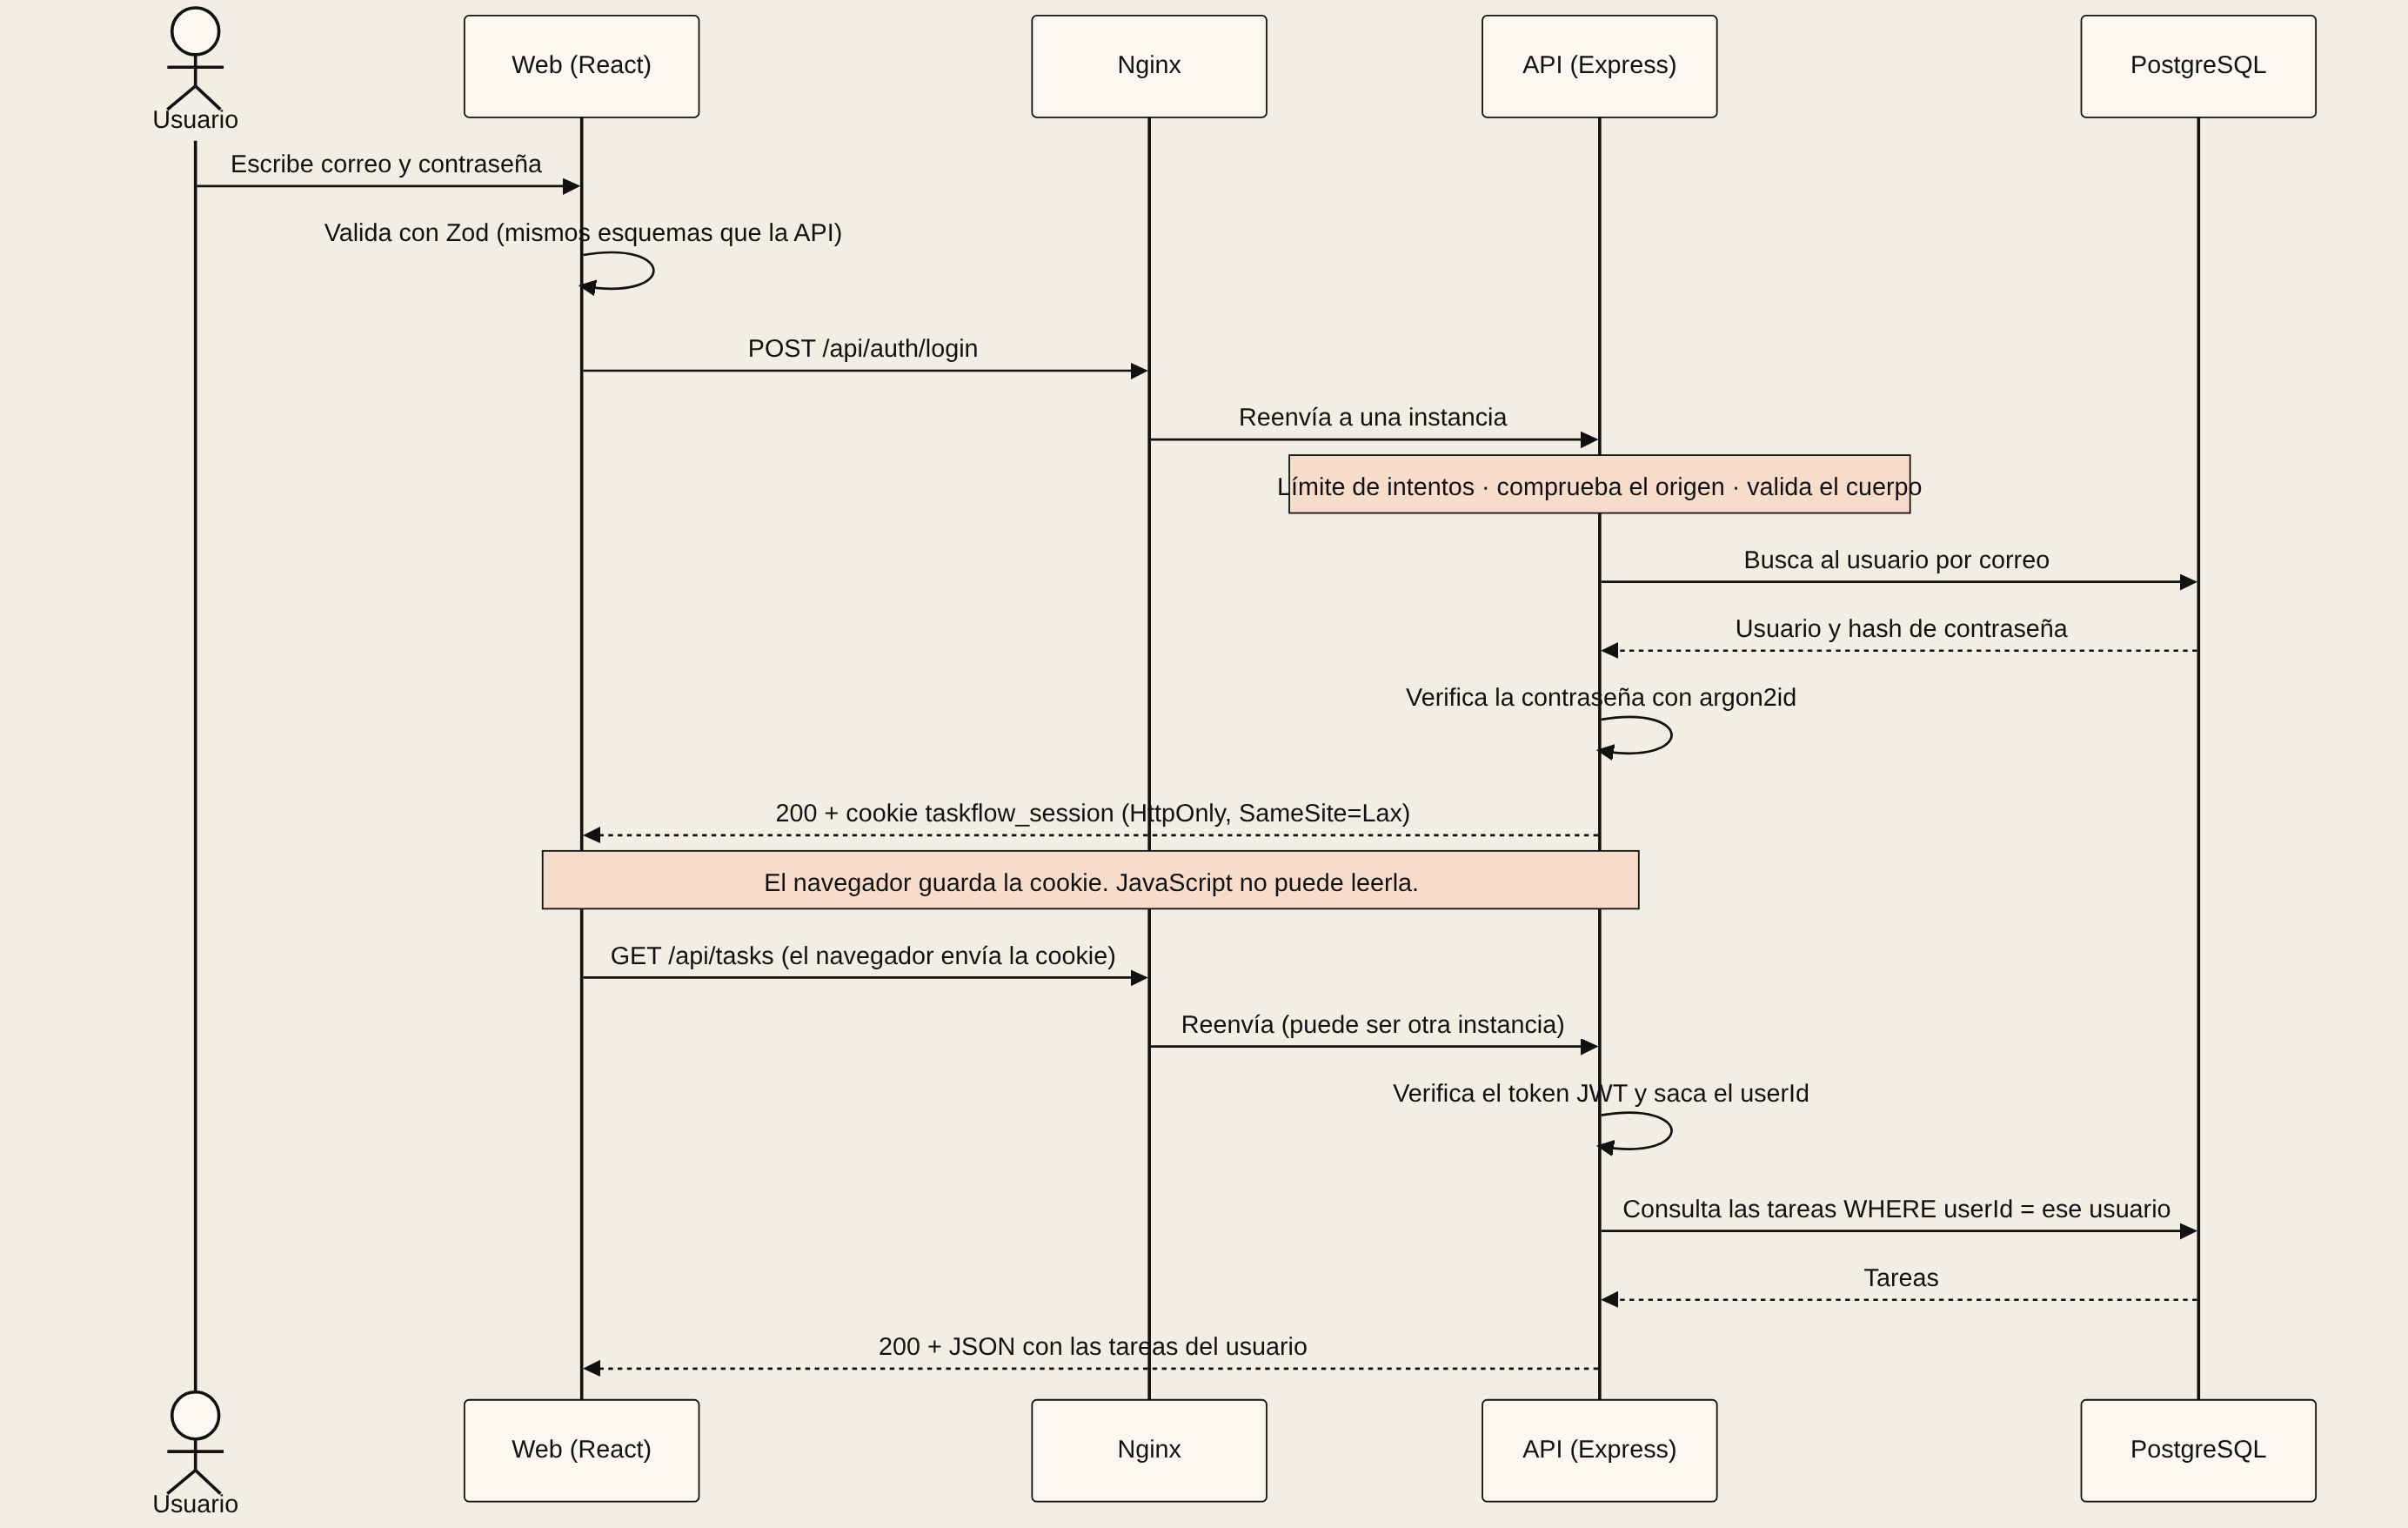 Usuario
Web (React)
Nginx
API (Express)
PostgreSQL
Escribe correo y contraseña
Valida con Zod (mismos esquemas que la API)
POST /api/auth/login
Reenvía a una instancia
Límite de intentos · comprueba el origen · valida el cuerpo
Busca al usuario por correo
Usuario y hash de contraseña
Verifica la contraseña con argon2id
200 + cookie taskflow_session (HttpOnly, SameSite=Lax)
El navegador guarda la cookie. JavaScript no puede leerla.
GET /api/tasks (el navegador envía la cookie)
Reenvía (puede ser otra instancia)
Verifica el token JWT y saca el userId
Consulta las tareas WHERE userId = ese usuario
Tareas
200 + JSON con las tareas del usuario
Usuario
Web (React)
Nginx
API (Express)
PostgreSQL